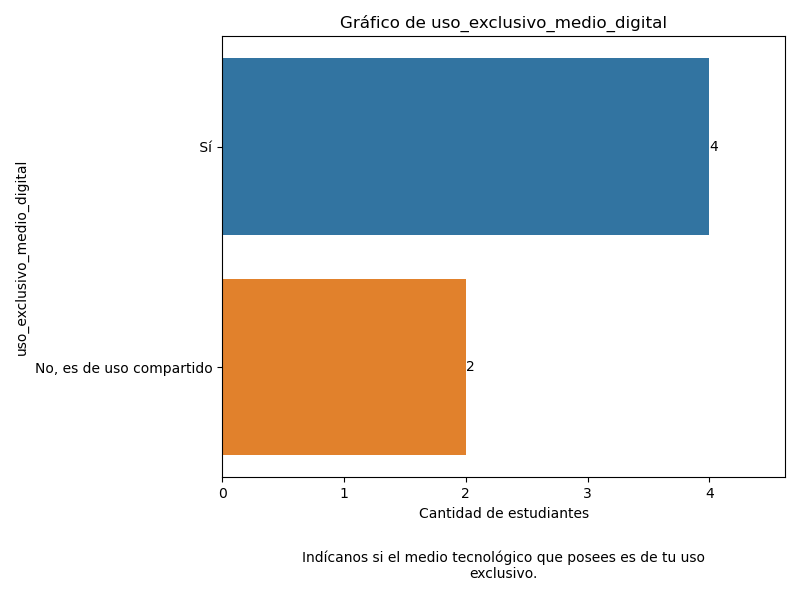 Gráfico de uso_exclusivo_medio_digital
uso_exclusivo_medio_digital
Sí
4
No, es de uso compartido
2
0 1 2 3 4
Cantidad de estudiantes
Indícanos si el medio tecnológico que posees es de tu uso
exclusivo.